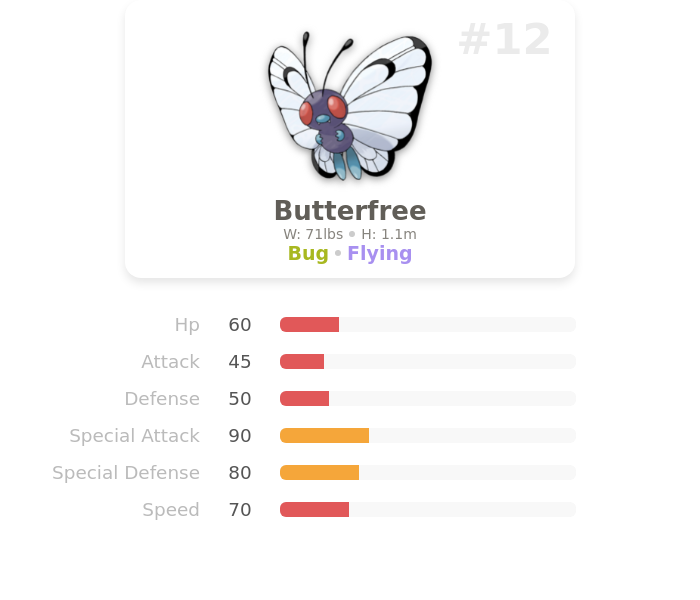 #12
Butterfree
W: 71lbs • H: 1.1m
Bug • Flying
Hp 60
Attack 45
Defense 50
Special Attack 90
Special Defense 80
Speed 70